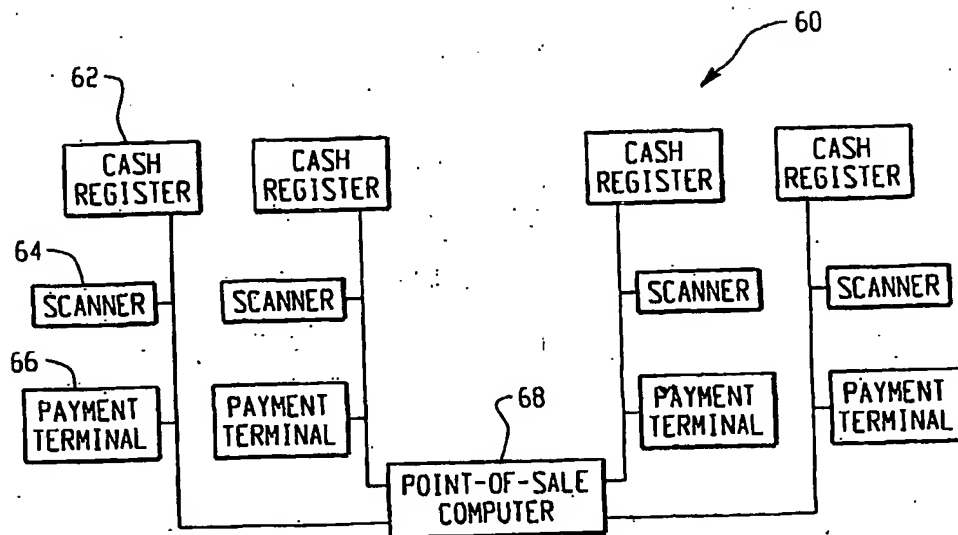 60
62
CASH
REGISTER
CASH
REGISTER
CASH
REGISTER
CASH
REGISTER
64
SCANNER
SCANNER
SCANNER
SCANNER
66
PAYMENT
TERMINAL
PAYMENT
TERMINAL
68
PAYMENT
TERMINAL
PAYMENT
TERMINAL
POINT-OF-SALE
COMPUTER